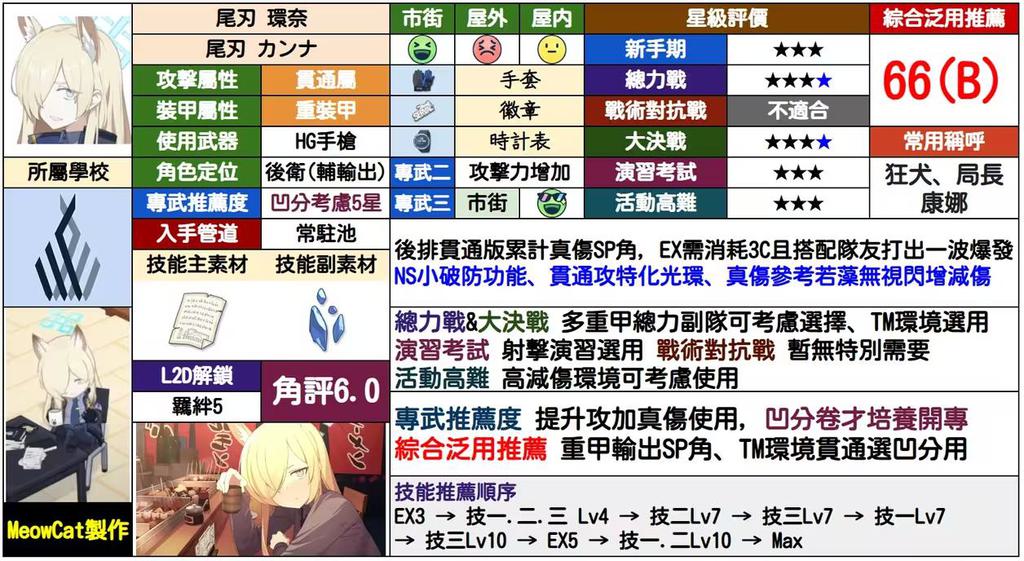 尾刃 環奈
市街
屋外
屋內
星級評價
綜合泛用推薦
尾刃 カンナ
新手期
★★★
66(B)
攻擊屬性
貫通屬
手套
總力戰
★★★★
裝甲屬性
重裝甲
徽章
戰術對抗戰
不適合
使用武器
HG手槍
時計表
大決戰
★★★★
常用稱呼
所屬學校
角色定位
後衛(輔輸出)
專武二
攻擊力增加
演習考試
★★★
狂犬、局長
康娜
專武推薦度
凹分考慮5星
專武三
市街
活動高難
★★★
入手管道
常駐池
後排貫通版累計真傷SP角, EX需消耗3C且搭配隊友打出一波爆發
NS小破防功能、貫通攻特化光環、真傷參考若藻無視閃增減傷
技能主素材
技能副素材
總力戰&大決戰 多重甲總力副隊可考慮選擇、TM環境選用
演習考試 射擊演習選用 戰術對抗戰 暫無特別需要
活動高難 高減傷環境可考慮使用
L2D解鎖
角評6.0
羈絆5
專武推薦度 提升攻加真傷使用, 凹分卷才培養開專
綜合泛用推薦 重甲輸出SP角、TM環境貫通選凹分用
技能推薦順序
EX3 → 技一.二.三 Lv4 → 技二Lv7 → 技三Lv7 → 技一Lv7
→ 技三Lv10 → EX5 → 技一.二Lv10 → Max
MeowCat製作